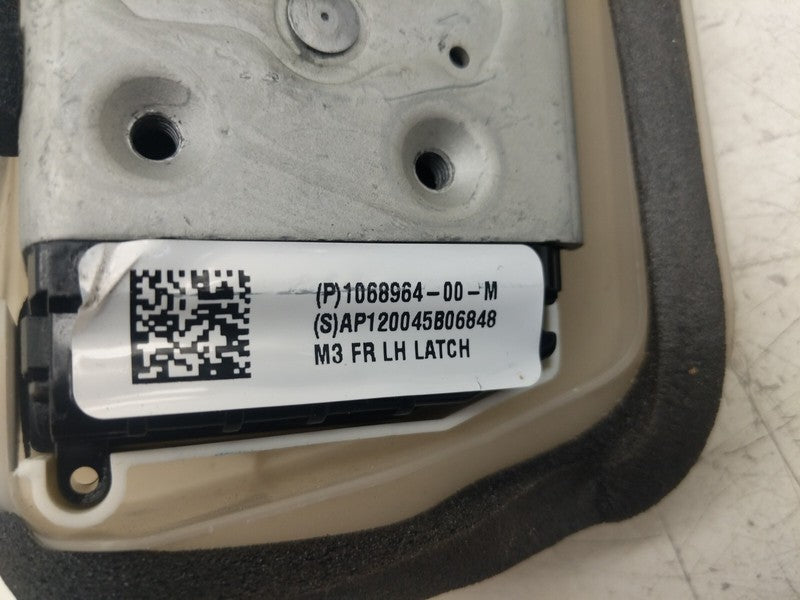 (P)1068964-00-M
(S)AP120045B06848
M3 FR LH LATCH